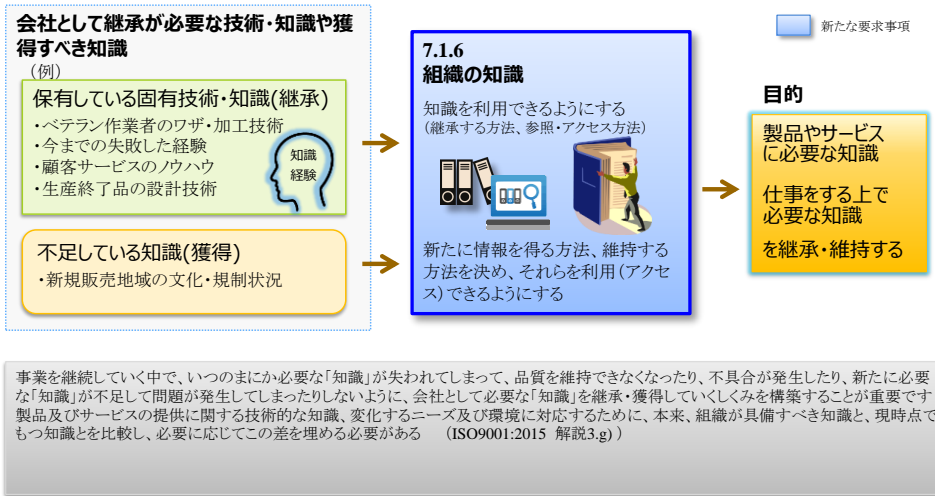 会社として継承が必要な技術・知識や獲
得すべき知識
（例）
保有している固有技術・知識(継承)
・ベテラン作業者のワザ・加工技術
・今までの失敗した経験
・顧客サービスのノウハウ
・生産終了品の設計技術
知識
経験
不足している知識(獲得)
・新規販売地域の文化・規制状況
7.1.6
組織の知識
知識を利用できるようにする
（継承する方法、参照・アクセス方法）
新たに情報を得る方法、維持する
方法を決め、それらを利用（アクセ
ス）できるようにする
新たな要求事項
目的
製品やサービス
に必要な知識
仕事をする上で
必要な知識
を継承・維持する
事業を継続していく中で、いつのまにか必要な「知識」が失われてしまって、品質を維持できなくなったり、不具合が発生したり、新たに必要
な「知識」が不足して問題が発生してしまったりしないように、会社として必要な「知識」を継承・獲得していくしくみを構築することが重要です
製品及びサービスの提供に関する技術的な知識、変化するニーズ及び環境に対応するために、本来、組織が具備すべき知識と、現時点で
もつ知識とを比較し、必要に応じてこの差を埋める必要がある　（ISO9001:2015 解説3.g)）